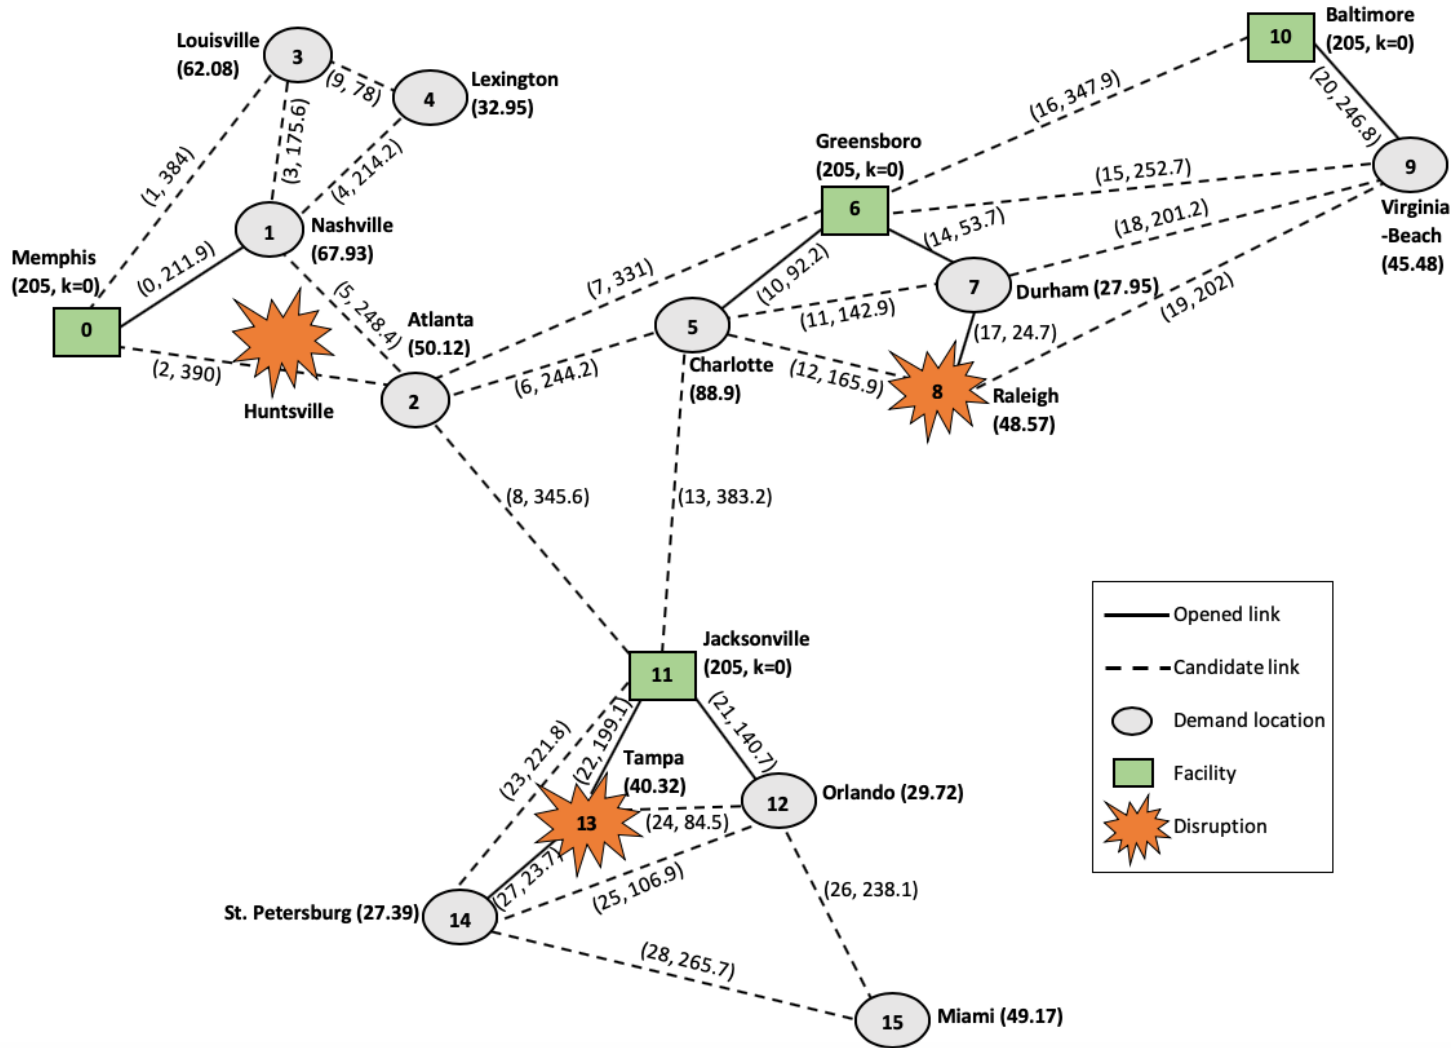 Louisville
(62.08)
3
(9, 78)
4
Lexington
(32.95)
(1, 384)
(3, 175.6)
(4, 214.2)
1
Nashville
(67.93)
Memphis
(205, k=0)
0
(0, 211.9)
(5, 248.4)
(2, 390)
Huntsville
Atlanta
(50.12)
2
(7, 331)
(6, 244.2)
Greensboro
(205, k=0)
6
(16, 347.9)
10
Baltimore
(205, k=0)
(20, 246.8)
(15, 252.7)
9
Virginia
-Beach
(45.48)
(14, 53.7)
(18, 201.2)
(10, 92.2)
7
Durham (27.95)
(19, 202)
5
(11, 142.9)
(17, 24.7)
Charlotte
(88.9)
(12, 165.9)
8
Raleigh
(48.57)
(8, 345.6)
(13, 383.2)
11
Jacksonville
(205, k=0)
(23, 221.8)
(22, 199.1)
(21, 140.7)
Tampa
(40.32)
13
(24, 84.5)
12
Orlando (29.72)
(27, 23.7)
(25, 106.9)
(26, 238.1)
St. Petersburg (27.39)
14
(28, 265.7)
15
Miami (49.17)
Opened link
Candidate link
Demand location
Facility
Disruption